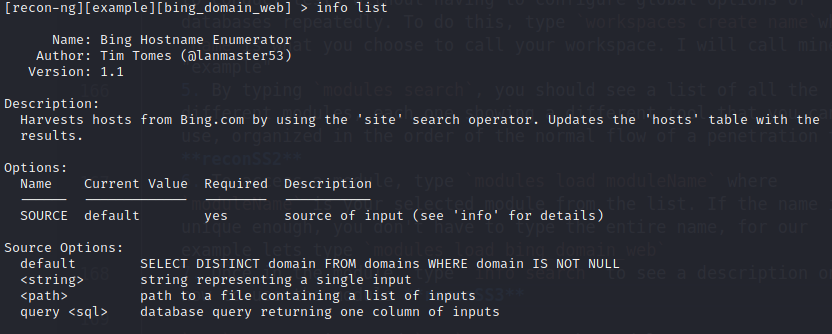 [recon-ng][example][bing_domain_web] > info list
Name: Bing Hostname Enumerator
Author: Tim Tomes (@lanmaster53)
Version: 1.1
Description:
Harvests hosts from Bing.com by using the 'site' search operator. Updates the 'hosts' table with the
results.
Options:
Name Current Value Required Description
SOURCE default yes source of input (see 'info' for details)
Source Options:
default SELECT DISTINCT domain FROM domains WHERE domain IS NOT NULL
<string> string representing a single input
<path> path to a file containing a list of inputs
query <sql> database query returning one column of inputs